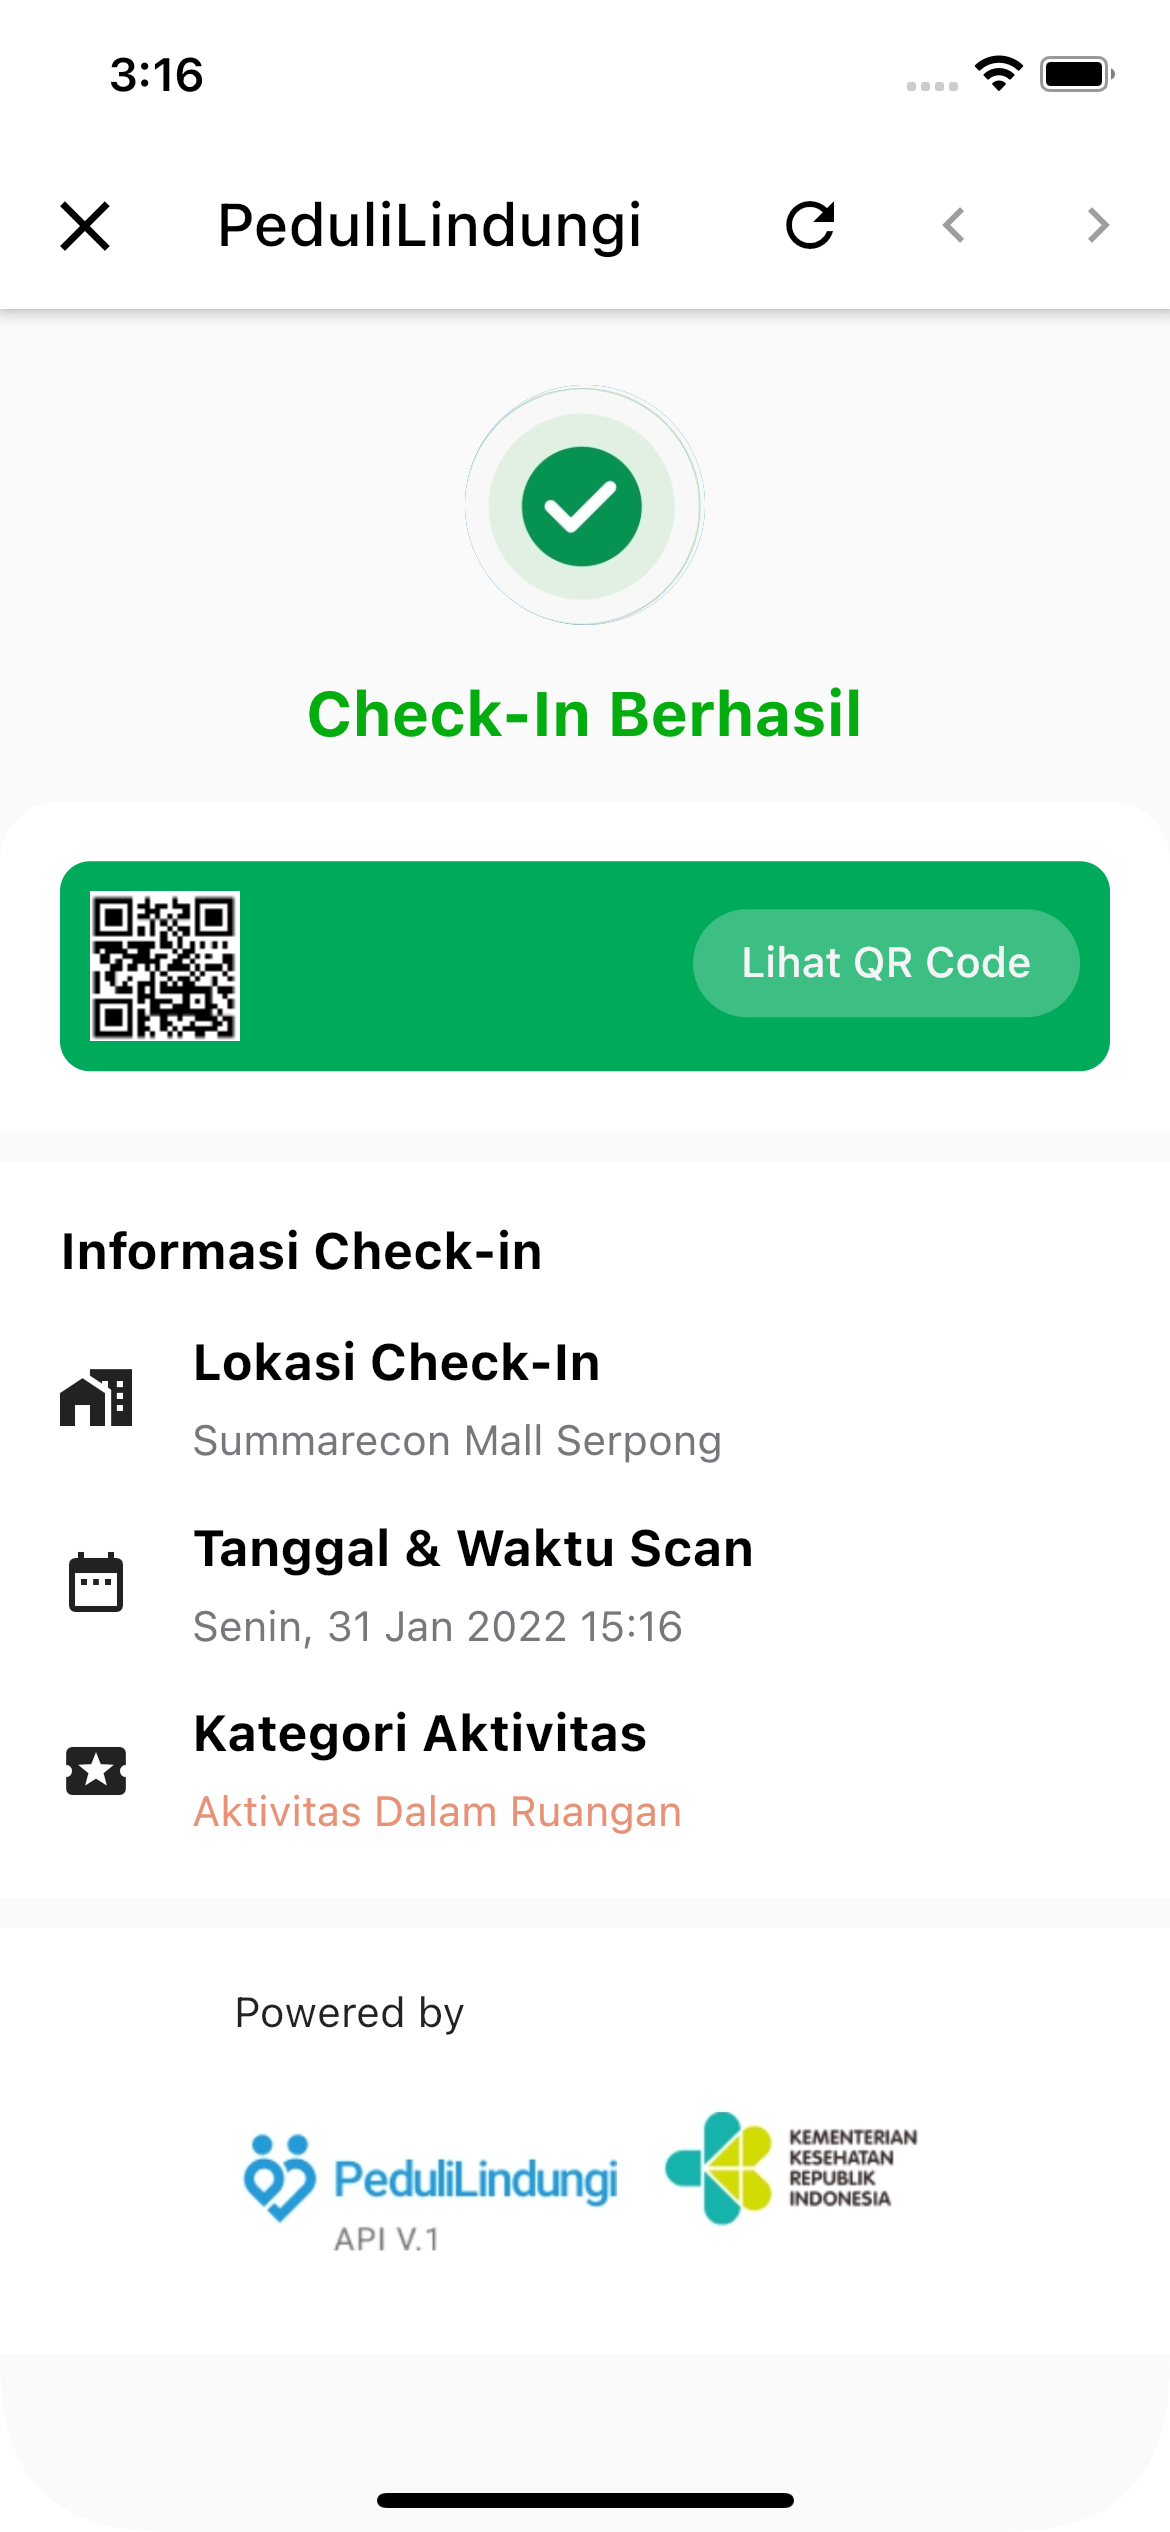 3:16
PeduliLindungi
Check-In Berhasil
Lihat QR Code
Informasi Check-in
Lokasi Check-In
Summarecon Mall Serpong
Tanggal & Waktu Scan
Senin, 31 Jan 2022 15:16
Kategori Aktivitas
Aktivitas Dalam Ruangan
Powered by
PeduliLindungi
API V.1
KEMENTERIAN
KESEHATAN
REPUBLIK
INDONESIA